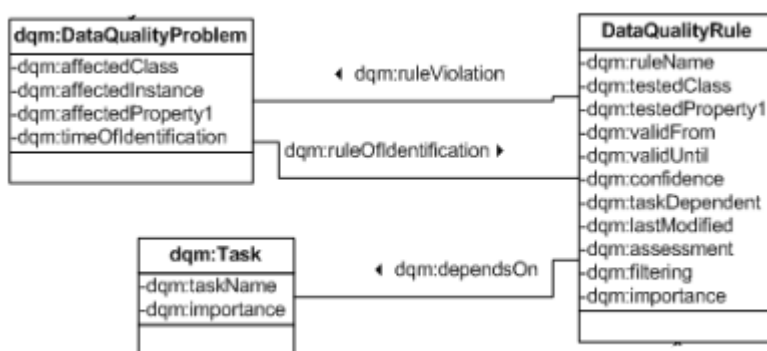 dqm:DataQualityProblem
-dqm:affectedClass
-dqm:affectedInstance
-dqm:affectedProperty1
-dqm:timeOfIdentification
dqm:ruleViolation
dqm:ruleOfIdentification
DataQualityRule
-dqm:ruleName
-dqm:testedClass
-dqm:testedProperty1
-dqm:validFrom
-dqm:validUntil
-dqm:confidence
-dqm:taskDependent
-dqm:lastModified
-dqm:assessment
-dqm:filtering
-dqm:importance
dqm:Task
-dqm:taskName
-dqm:importance
dqm:dependsOn